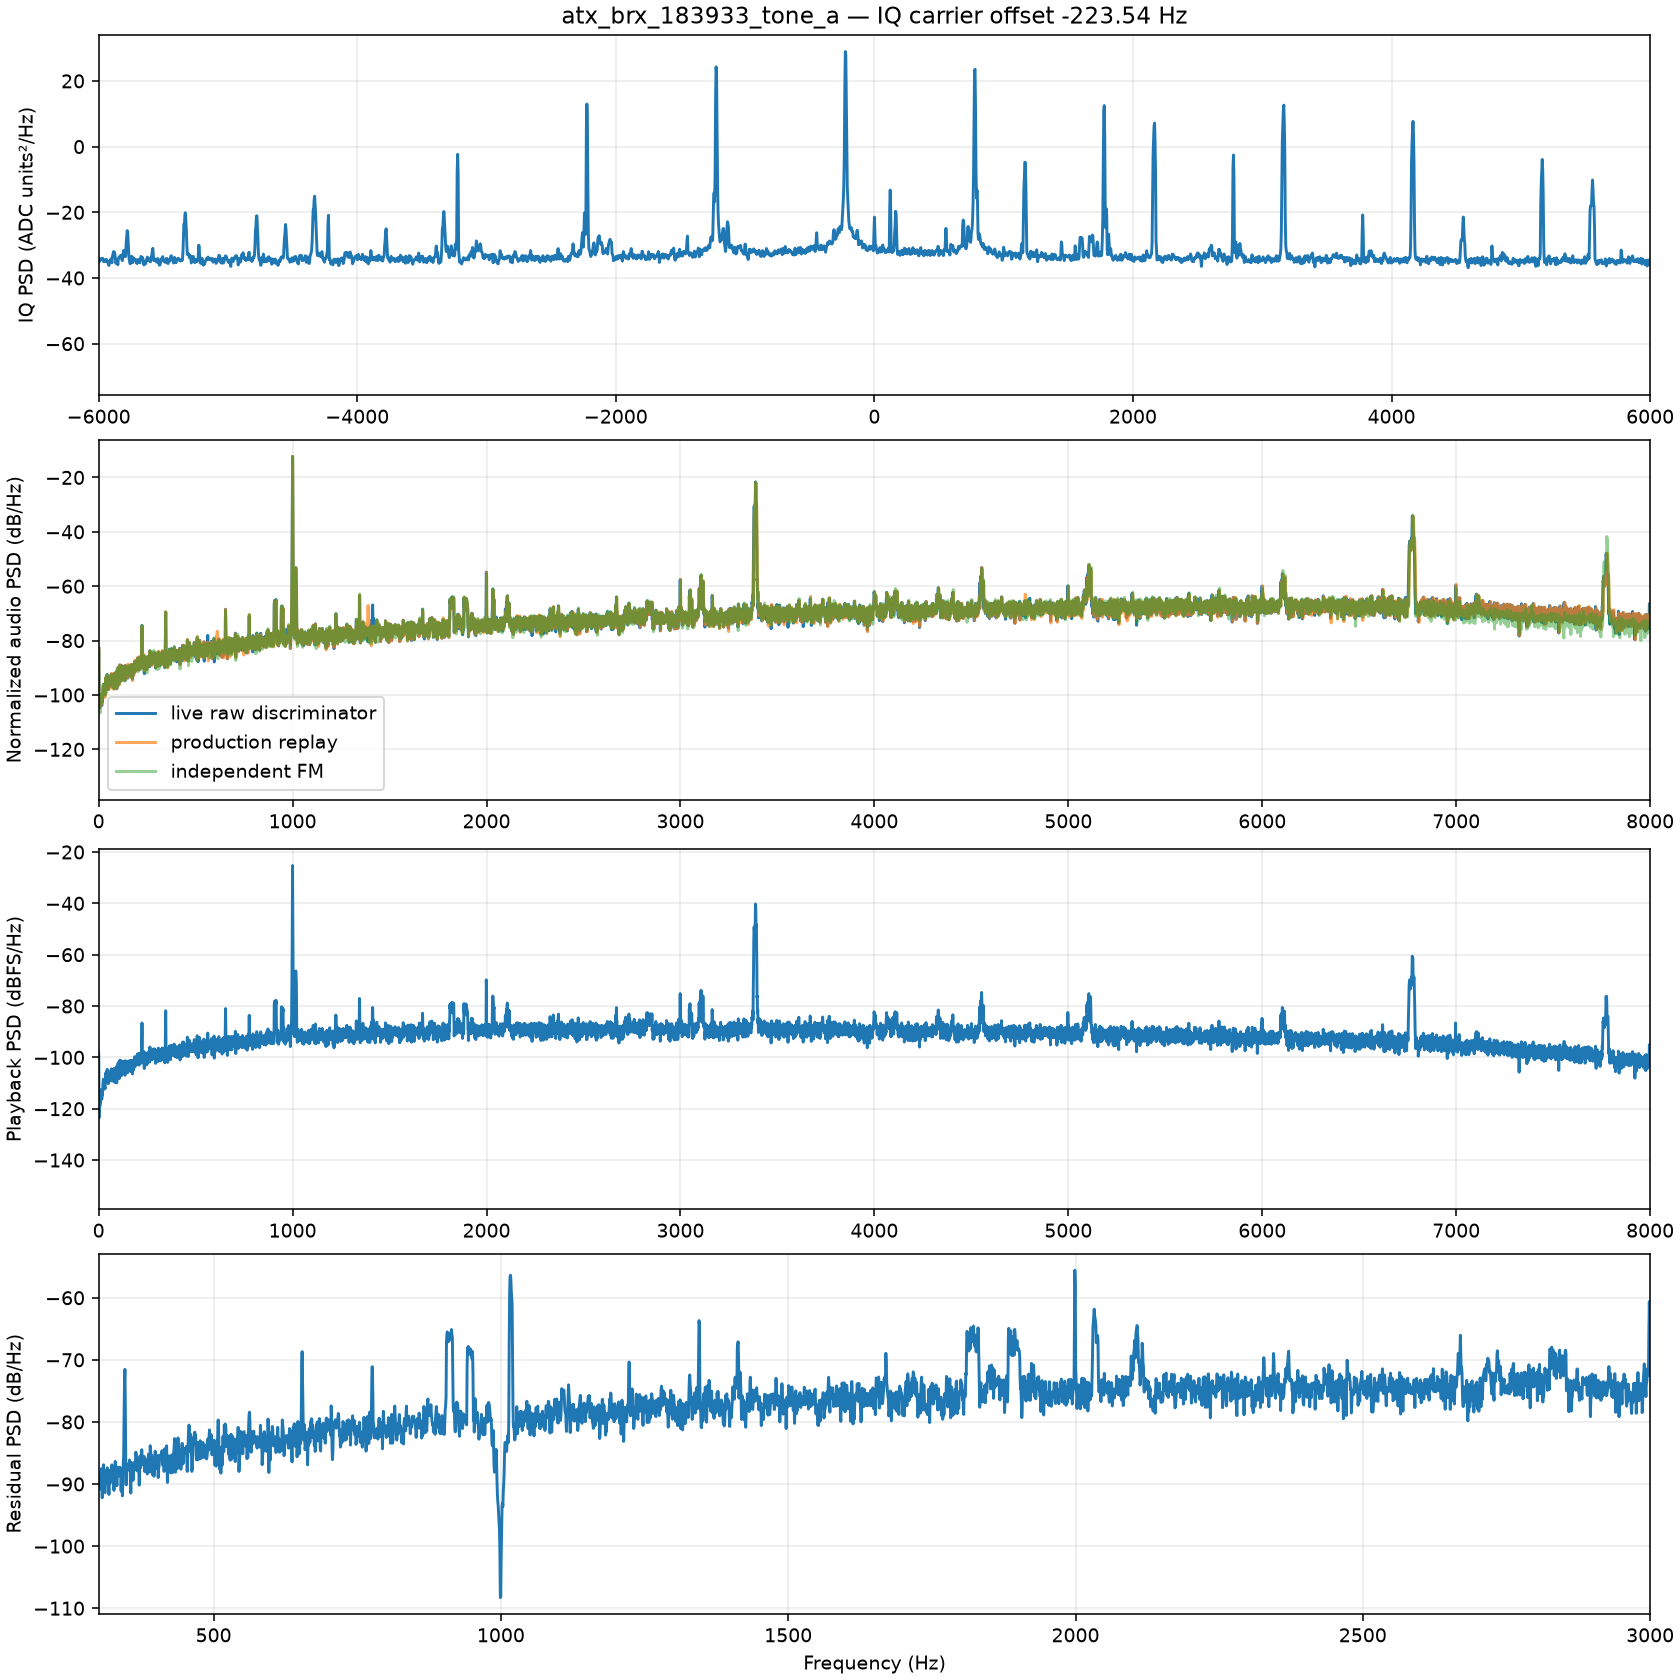 atx_brx_183933_tone_a — IQ carrier offset -223.54 Hz
IQ PSD (ADC units²/Hz)
20
0
−20
−40
−60
−6000 −4000 −2000 0 2000 4000 6000
Normalized audio PSD (dB/Hz)
−20
−40
−60
−80
−100
−120
live raw discriminator
production replay
independent FM
0 1000 2000 3000 4000 5000 6000 7000 8000
Playback PSD (dBFS/Hz)
−20
−40
−60
−80
−100
−120
−140
0 1000 2000 3000 4000 5000 6000 7000 8000
Residual PSD (dB/Hz)
−60
−70
−80
−90
−100
−110
500 1000 1500 2000 2500 3000
Frequency (Hz)